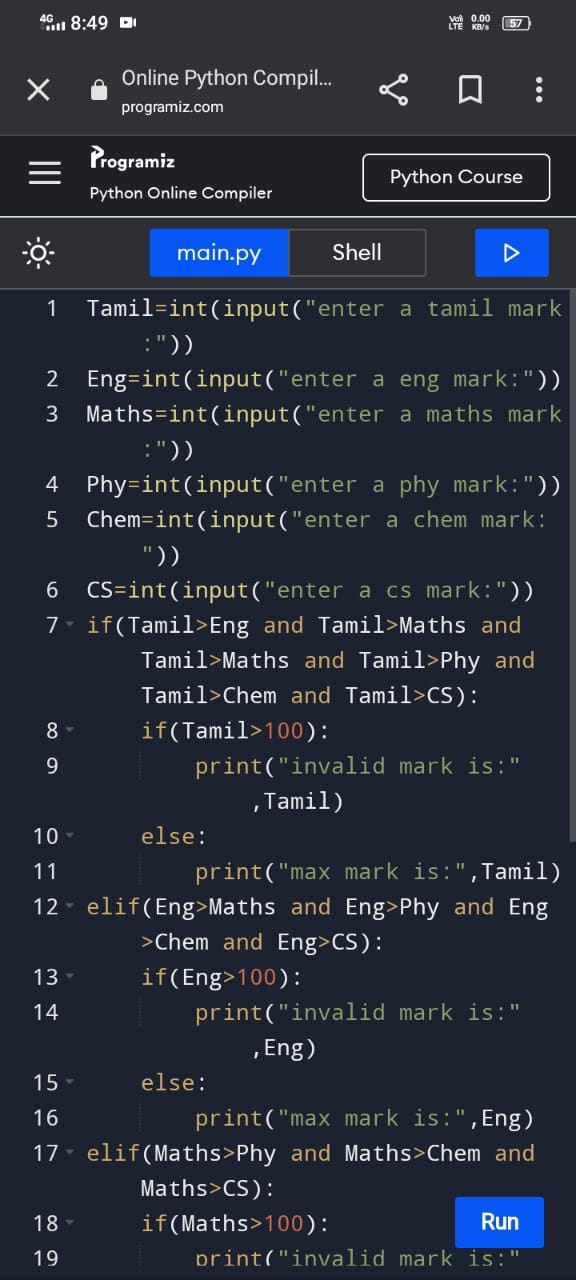 4G 8:49 Vo) LTE 0.00 KB/s 57
Online Python Compil...
programiz.com
Programiz
Python Online Compiler
Python Course
main.py Shell
1 Tamil=int(input("enter a tamil mark
:"))
2 Eng=int(input("enter a eng mark:"))
3 Maths=int(input("enter a maths mark
:"))
4 Phy=int(input("enter a phy mark:"))
5 Chem=int(input("enter a chem mark:
"))
6 CS=int(input("enter a cs mark:"))
7 if(Tamil>Eng and Tamil>Maths and
Tamil>Maths and Tamil>Phy and
Tamil>Chem and Tamil>CS):
8 if(Tamil>100):
9 print("invalid mark is:"
,Tamil)
10 else:
11 print("max mark is:",Tamil)
12 elif(Eng>Maths and Eng>Phy and Eng
>Chem and Eng>CS):
13 if(Eng>100):
14 print("invalid mark is:"
,Eng)
15 else:
16 print("max mark is:",Eng)
17 elif(Maths>Phy and Maths>Chem and
Maths>CS):
18 if(Maths>100):
Run
19 print("invalid mark is:"